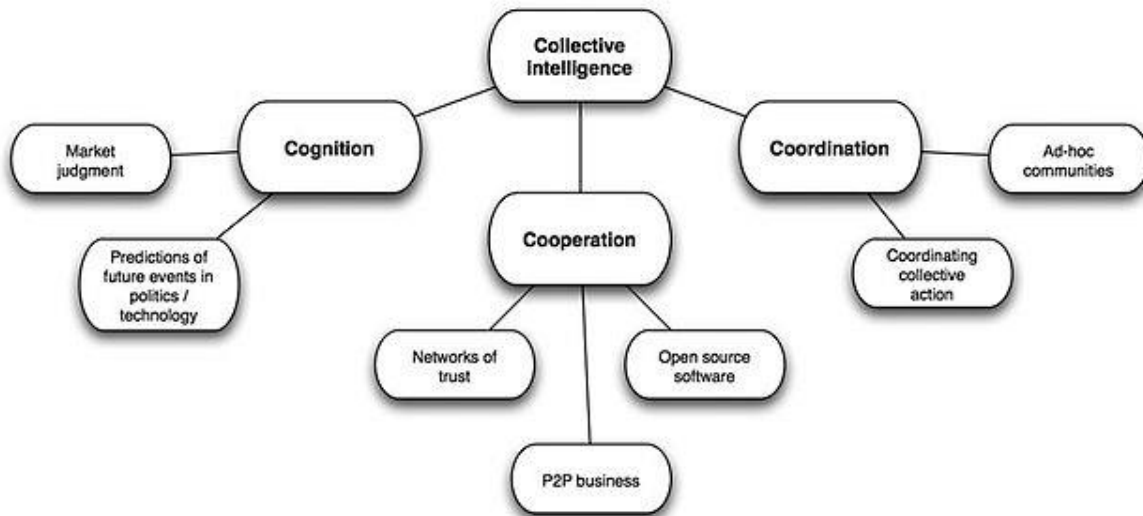 Collective
intelligence
Cognition
Market
judgment
Predictions of
future events in
politics /
technology
Cooperation
Networks of
trust
P2P business
Open source
software
Coordination
Ad-hoc
communities
Coordinating
collective
action